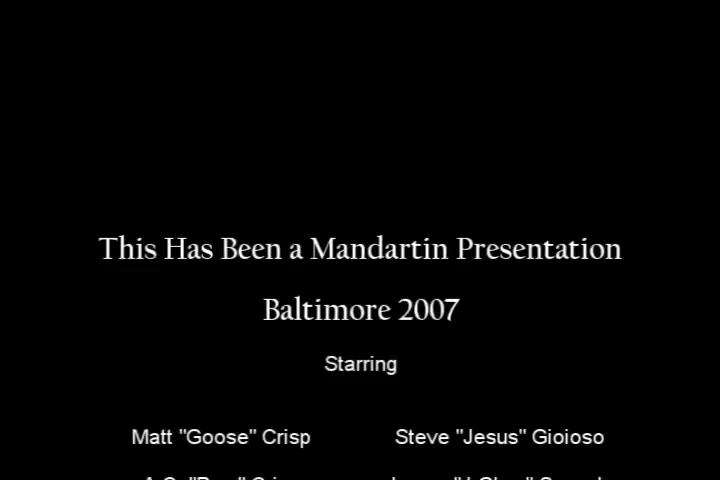 This Has Been a Mandartin Presentation
Baltimore 2007
Starring
Matt "Goose" Crisp Steve "Jesus" Gioioso